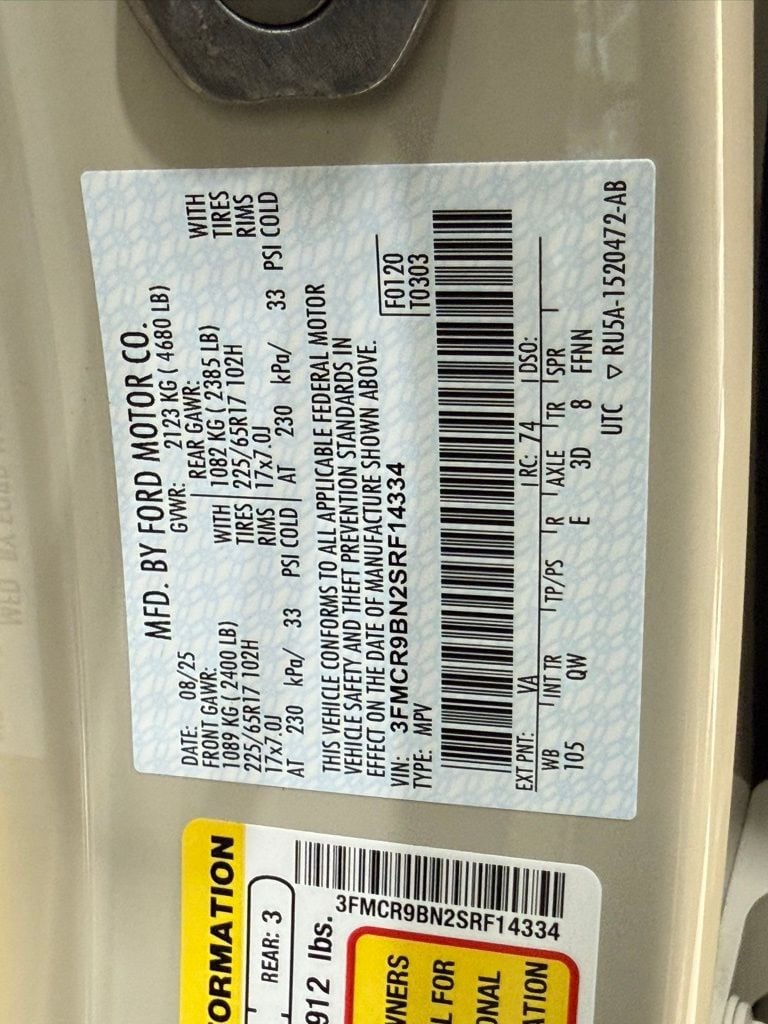 MFD. BY FORD MOTOR CO.
DATE: 08/25 GVWR: 2123 KG ( 4680 LB)
FRONT GAWR: REAR GAWR:
1089 KG ( 2400 LB) WITH 1082 KG ( 2385 LB) WITH
225/65R17 102H TIRES 225/65R17 102H TIRES
17x7.0J RIMS 17x7.0J RIMS
AT 230 kPa/ 33 PSI COLD AT 230 kPa/ 33 PSI COLD
THIS VEHICLE CONFORMS TO ALL APPLICABLE FEDERAL MOTOR
VEHICLE SAFETY AND THEFT PREVENTION STANDARDS IN
EFFECT ON THE DATE OF MANUFACTURE SHOWN ABOVE.
VIN: 3FMCR9BN2SRF14334 F0120
TYPE: MPV T0303
EXT PNT: VA RC: 74 DSO:
WB INT TR TP/PS R AXLE TR SPR
105 QW E 3D 8 FFNN
UTC ▽ RU5A-1520472-AB
ORMATION
REAR: 3
912 lbs.
3FMCR9BN2SRF14334
WNERS
L FOR
ONAL
ATION